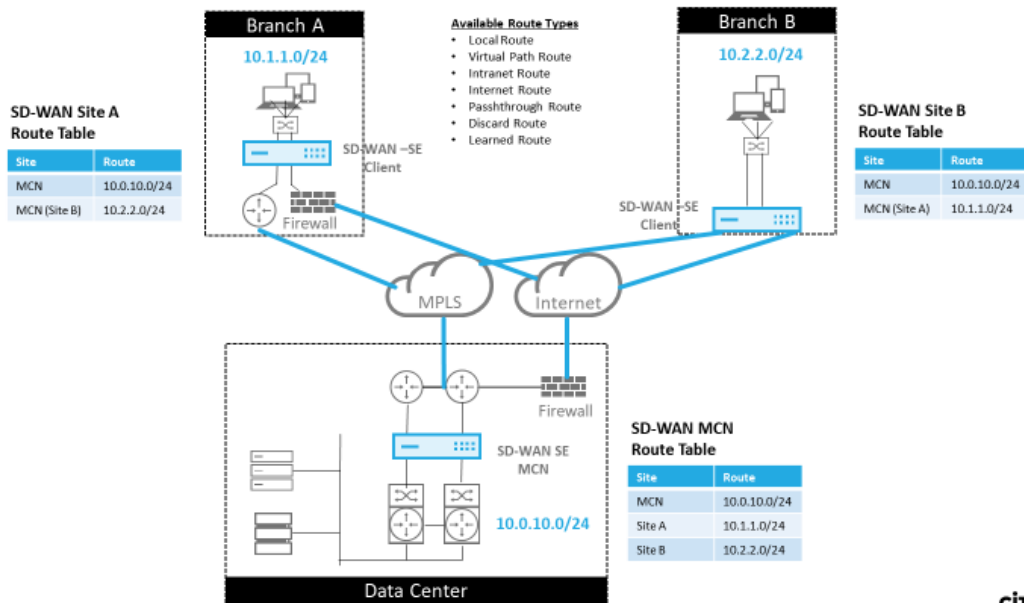 Branch A
10.1.1.0/24
SD-WAN –SE
Client
Firewall
Available Route Types
• Local Route
• Virtual Path Route
• Intranet Route
• Internet Route
• Passhthrough Route
• Discard Route
• Learned Route
Branch B
10.2.2.0/24
SD-WAN –SE
Client
SD-WAN Site A
Route Table
Site Route
MCN 10.0.10.0/24
MCN (Site B) 10.2.2.0/24
SD-WAN Site B
Route Table
Site Route
MCN 10.0.10.0/24
MCN (Site A) 10.1.1.0/24
MPLS
Internet
Firewall
SD-WAN SE
MCN
10.0.10.0/24
Data Center
SD-WAN MCN
Route Table
Site Route
MCN 10.0.10.0/24
Site A 10.1.1.0/24
Site B 10.2.2.0/24